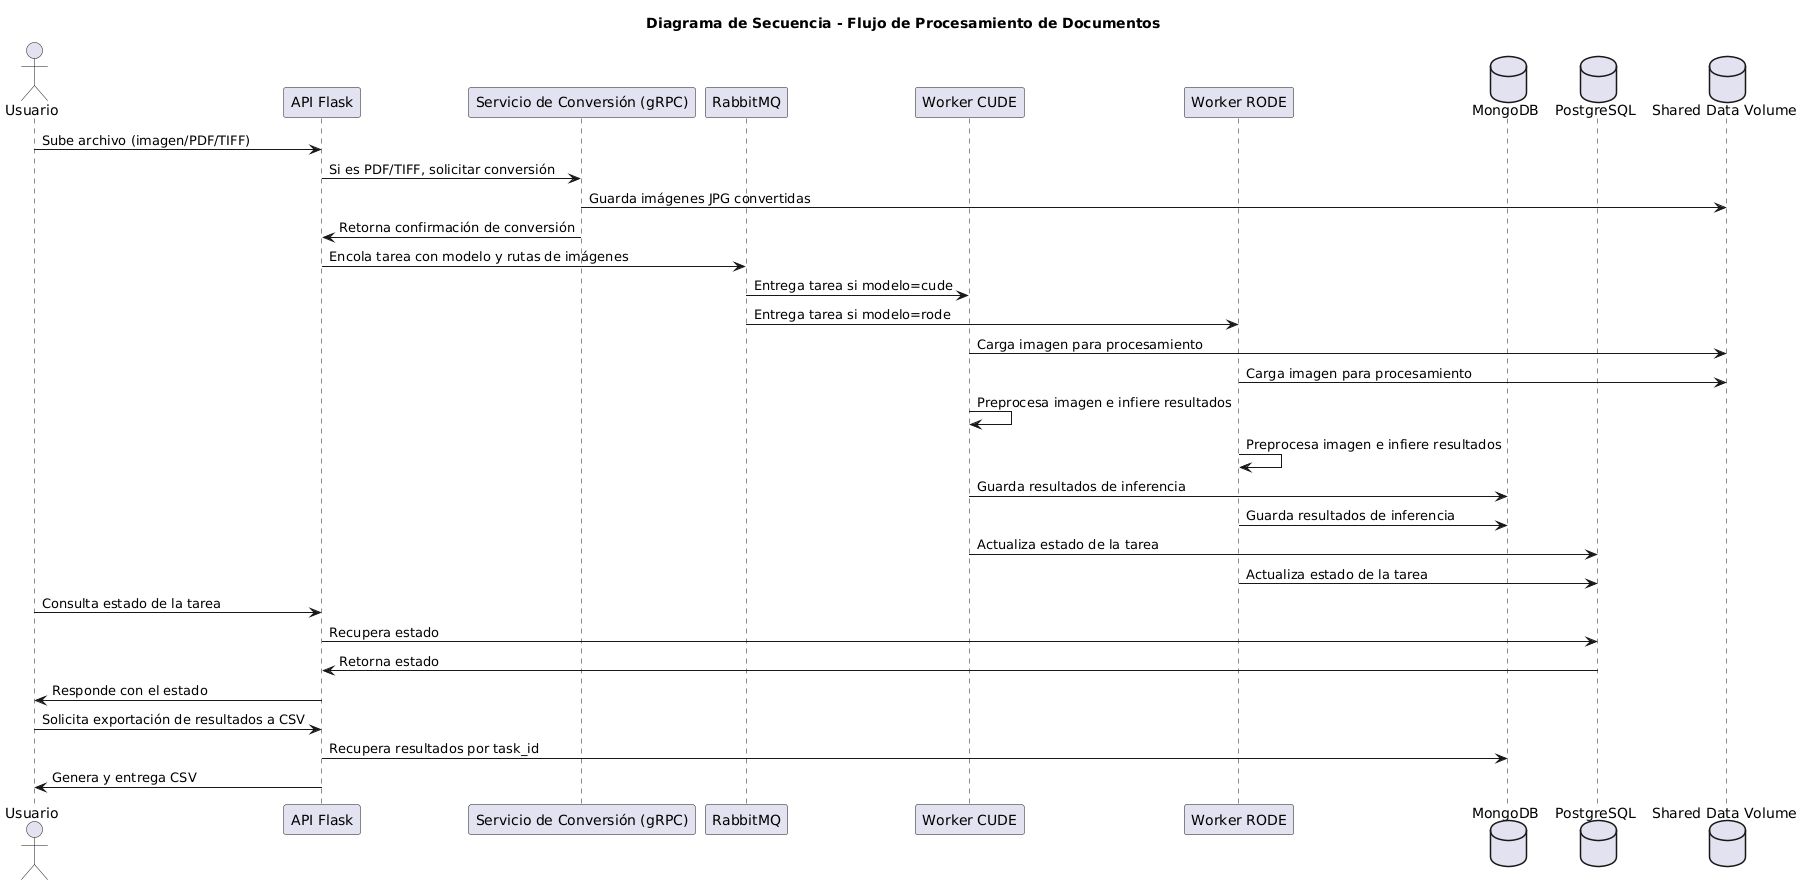 Diagrama de Secuencia - Flujo de Procesamiento de Documentos
Usuario
API Flask
Servicio de Conversión (gRPC)
RabbitMQ
Worker CUDE
Worker RODE
MongoDB
PostgreSQL
Shared Data Volume
Sube archivo (imagen/PDF/TIFF)
Si es PDF/TIFF, solicitar conversión
Guarda imágenes JPG convertidas
Retorna confirmación de conversión
Encola tarea con modelo y rutas de imágenes
Entrega tarea si modelo=cude
Entrega tarea si modelo=rode
Carga imagen para procesamiento
Carga imagen para procesamiento
Preprocesa imagen e infiere resultados
Preprocesa imagen e infiere resultados
Guarda resultados de inferencia
Guarda resultados de inferencia
Actualiza estado de la tarea
Actualiza estado de la tarea
Consulta estado de la tarea
Recupera estado
Retorna estado
Responde con el estado
Solicita exportación de resultados a CSV
Recupera resultados por task_id
Genera y entrega CSV
Usuario
API Flask
Servicio de Conversión (gRPC)
RabbitMQ
Worker CUDE
Worker RODE
MongoDB
PostgreSQL
Shared Data Volume